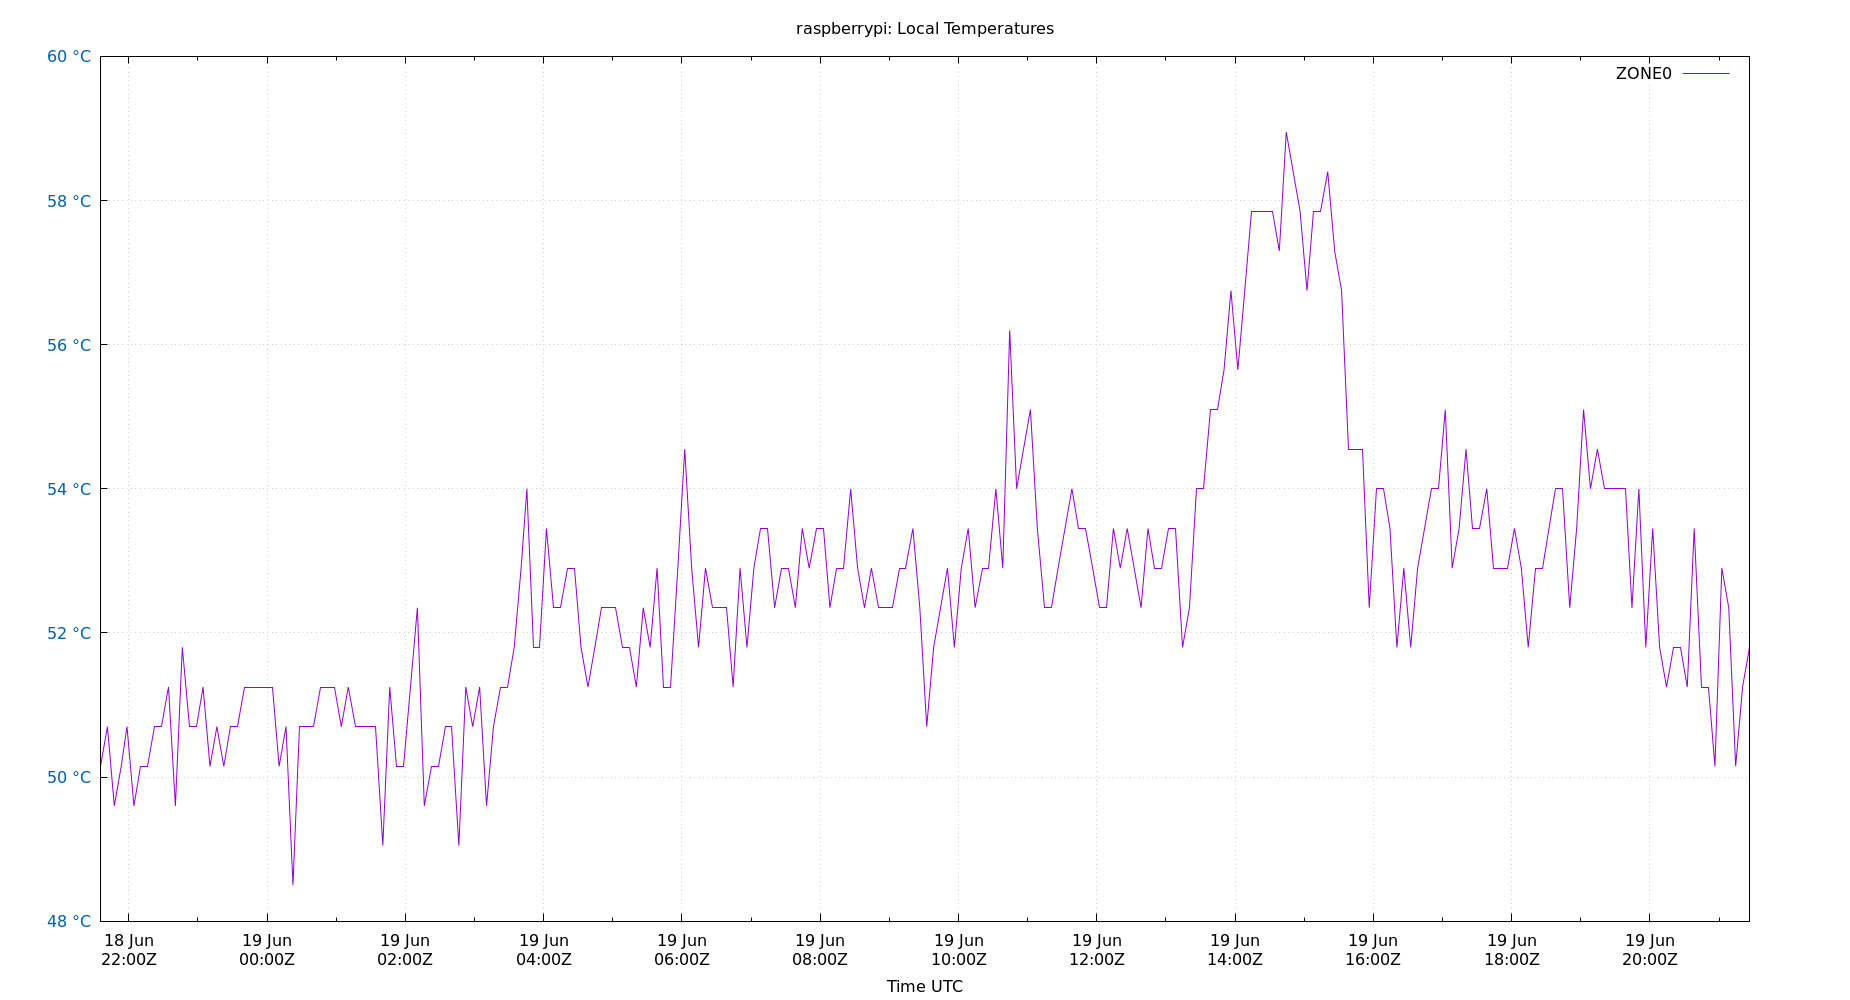 raspberrypi: Local Temperatures
60 °C
ZONE0
58 °C
56 °C
54 °C
52 °C
50 °C
48 °C
18 Jun 19 Jun 19 Jun 19 Jun 19 Jun 19 Jun 19 Jun 19 Jun 19 Jun 19 Jun 19 Jun 19 Jun
22:00Z 00:00Z 02:00Z 04:00Z 06:00Z 08:00Z 10:00Z 12:00Z 14:00Z 16:00Z 18:00Z 20:00Z
Time UTC